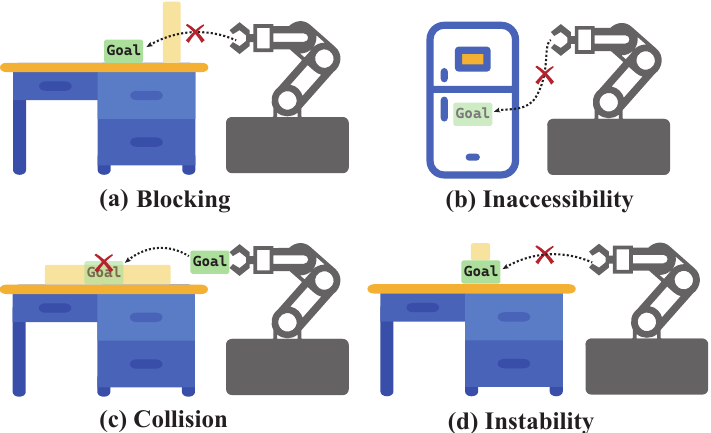 Goal
Goal
(a) Blocking
(b) Inaccessibility
Goal
Goal
Goal
(c) Collision
(d) Instability